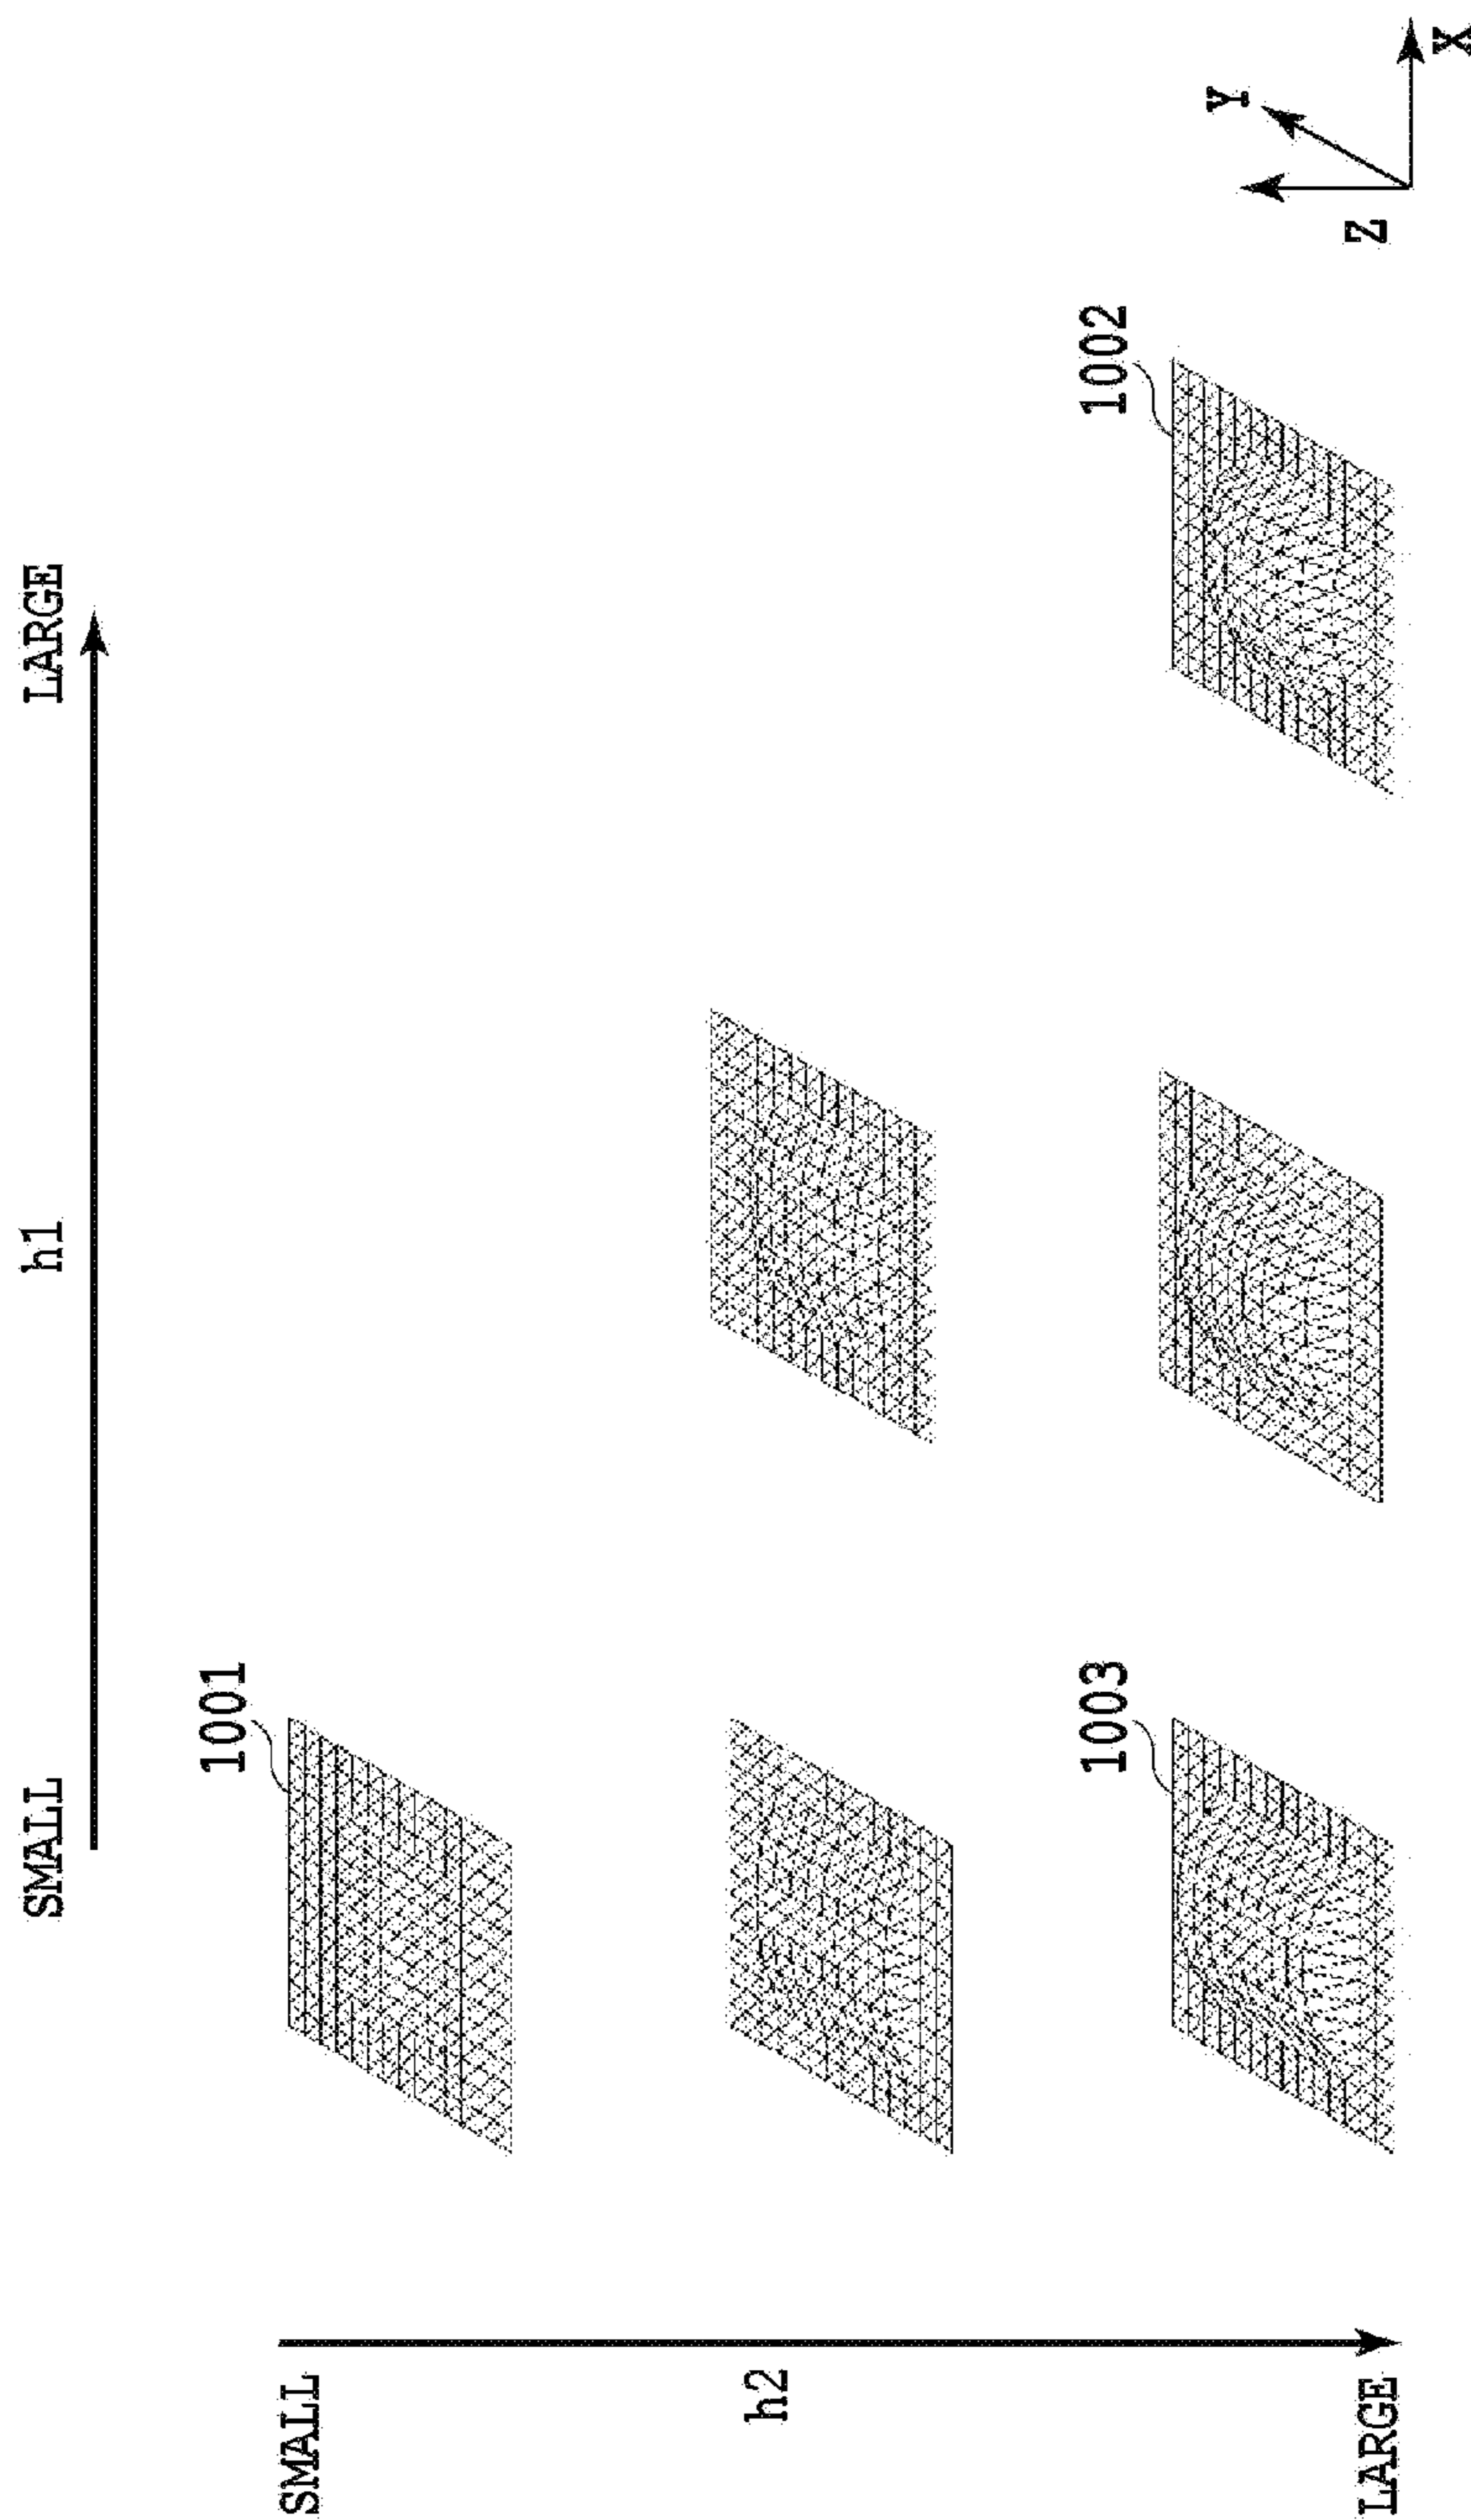 SMALL h1 LARGE
1001
SMALL
h2
1003 1002
Y
Z
LARGE
X